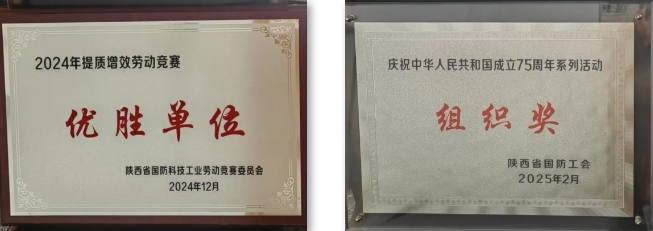 2024年提质增效劳动竞赛
优胜单位
陕西省国防科技工业劳动竞赛委员会
2024年12月
庆祝中华人民共和国成立75周年系列活动
组织奖
陕西省国防工会
2025年2月